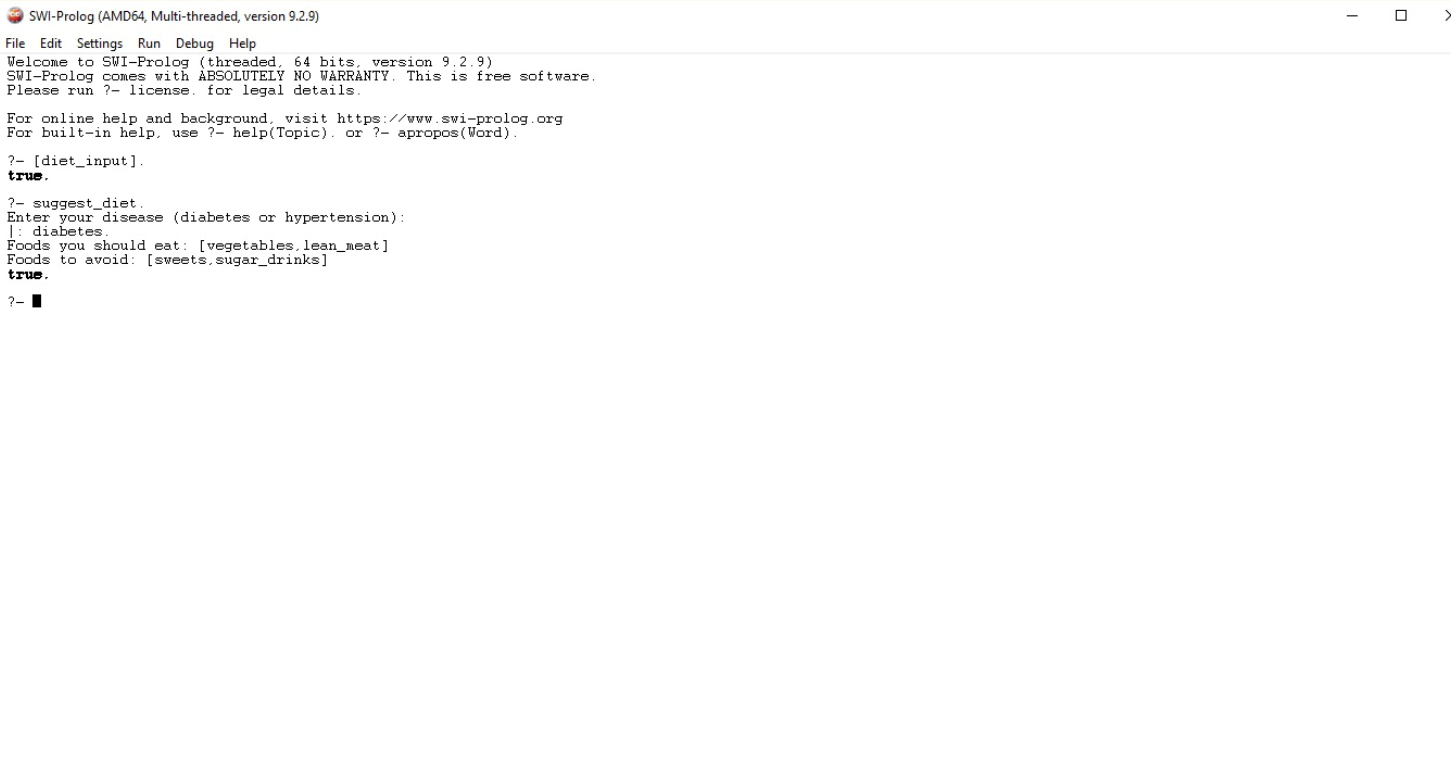 SWI-Prolog (AMD64, Multi-threaded, version 9.2.9)
File Edit Settings Run Debug Help
Welcome to SWI-Prolog (threaded, 64 bits, version 9.2.9)
SWI-Prolog comes with ABSOLUTELY NO WARRANTY. This is free software.
Please run ?- license. for legal details.
For online help and background, visit https://www.swi-prolog.org
For built-in help, use ?- help(Topic). or ?- apropos(Word).
?- [diet_input].
true.
?- suggest_diet.
Enter your disease (diabetes or hypertension):
|: diabetes.
Foods you should eat: [vegetables,lean_meat]
Foods to avoid: [sweets,sugar_drinks]
true.
?-